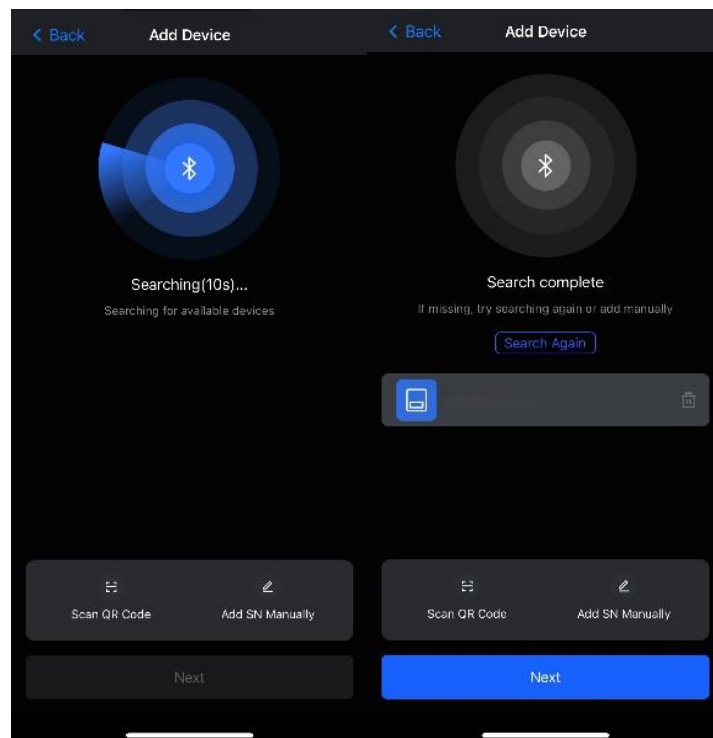 Back Add Device
Searching(10s)...
Searching for available devices
Scan QR Code Add SN Manually
Next
Back Add Device
Search complete
If missing, try searching again or add manually
Search Again
Scan QR Code Add SN Manually
Next